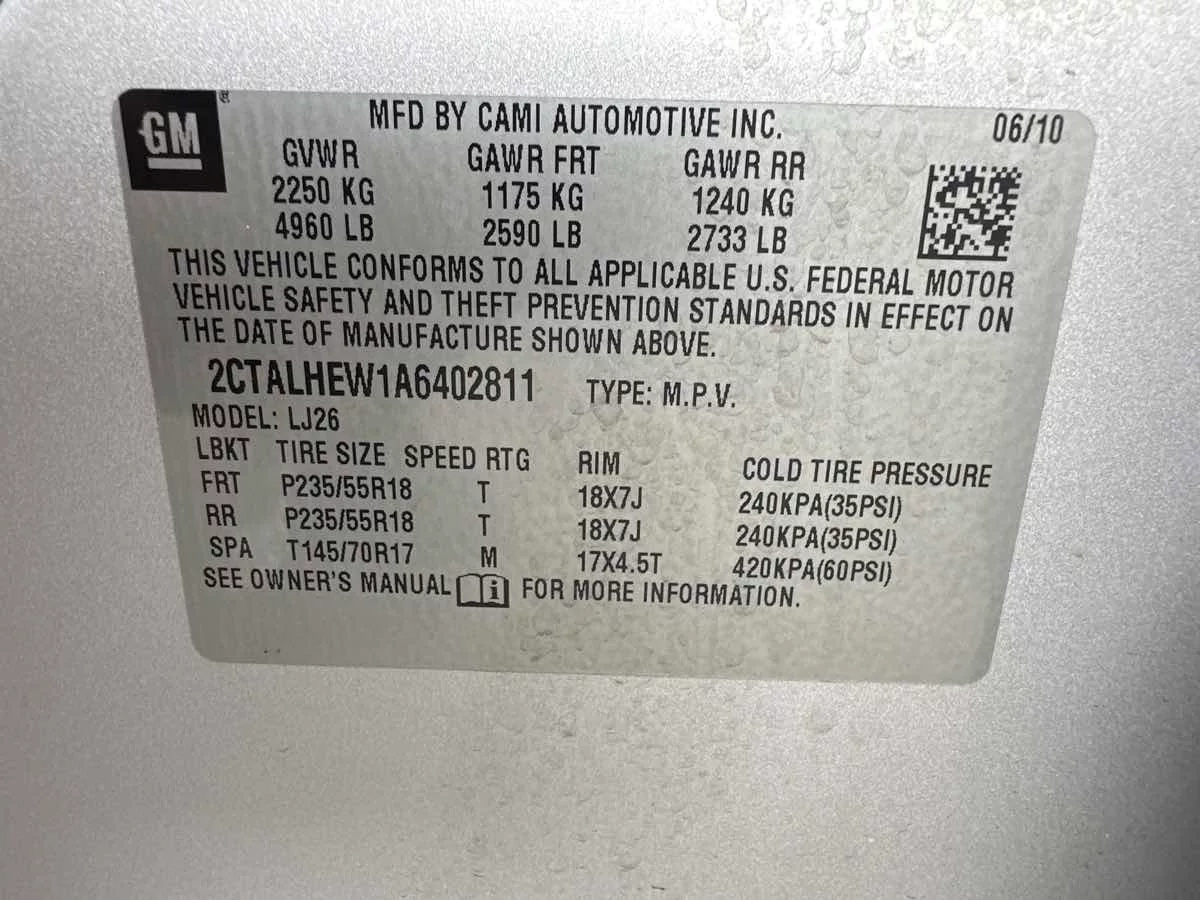 GM ®
MFD BY CAMI AUTOMOTIVE INC. 06/10
GVWR GAWR FRT GAWR RR
2250 KG 1175 KG 1240 KG
4960 LB 2590 LB 2733 LB
THIS VEHICLE CONFORMS TO ALL APPLICABLE U.S. FEDERAL MOTOR
VEHICLE SAFETY AND THEFT PREVENTION STANDARDS IN EFFECT ON
THE DATE OF MANUFACTURE SHOWN ABOVE.
2CTALHEW1A6402811 TYPE: M.P.V.
MODEL: LJ26
LBKT TIRE SIZE SPEED RTG RIM COLD TIRE PRESSURE
FRT P235/55R18 T 18X7J 240KPA(35PSI)
RR P235/55R18 T 18X7J 240KPA(35PSI)
SPA T145/70R17 M 17X4.5T 420KPA(60PSI)
SEE OWNER'S MANUAL i FOR MORE INFORMATION.